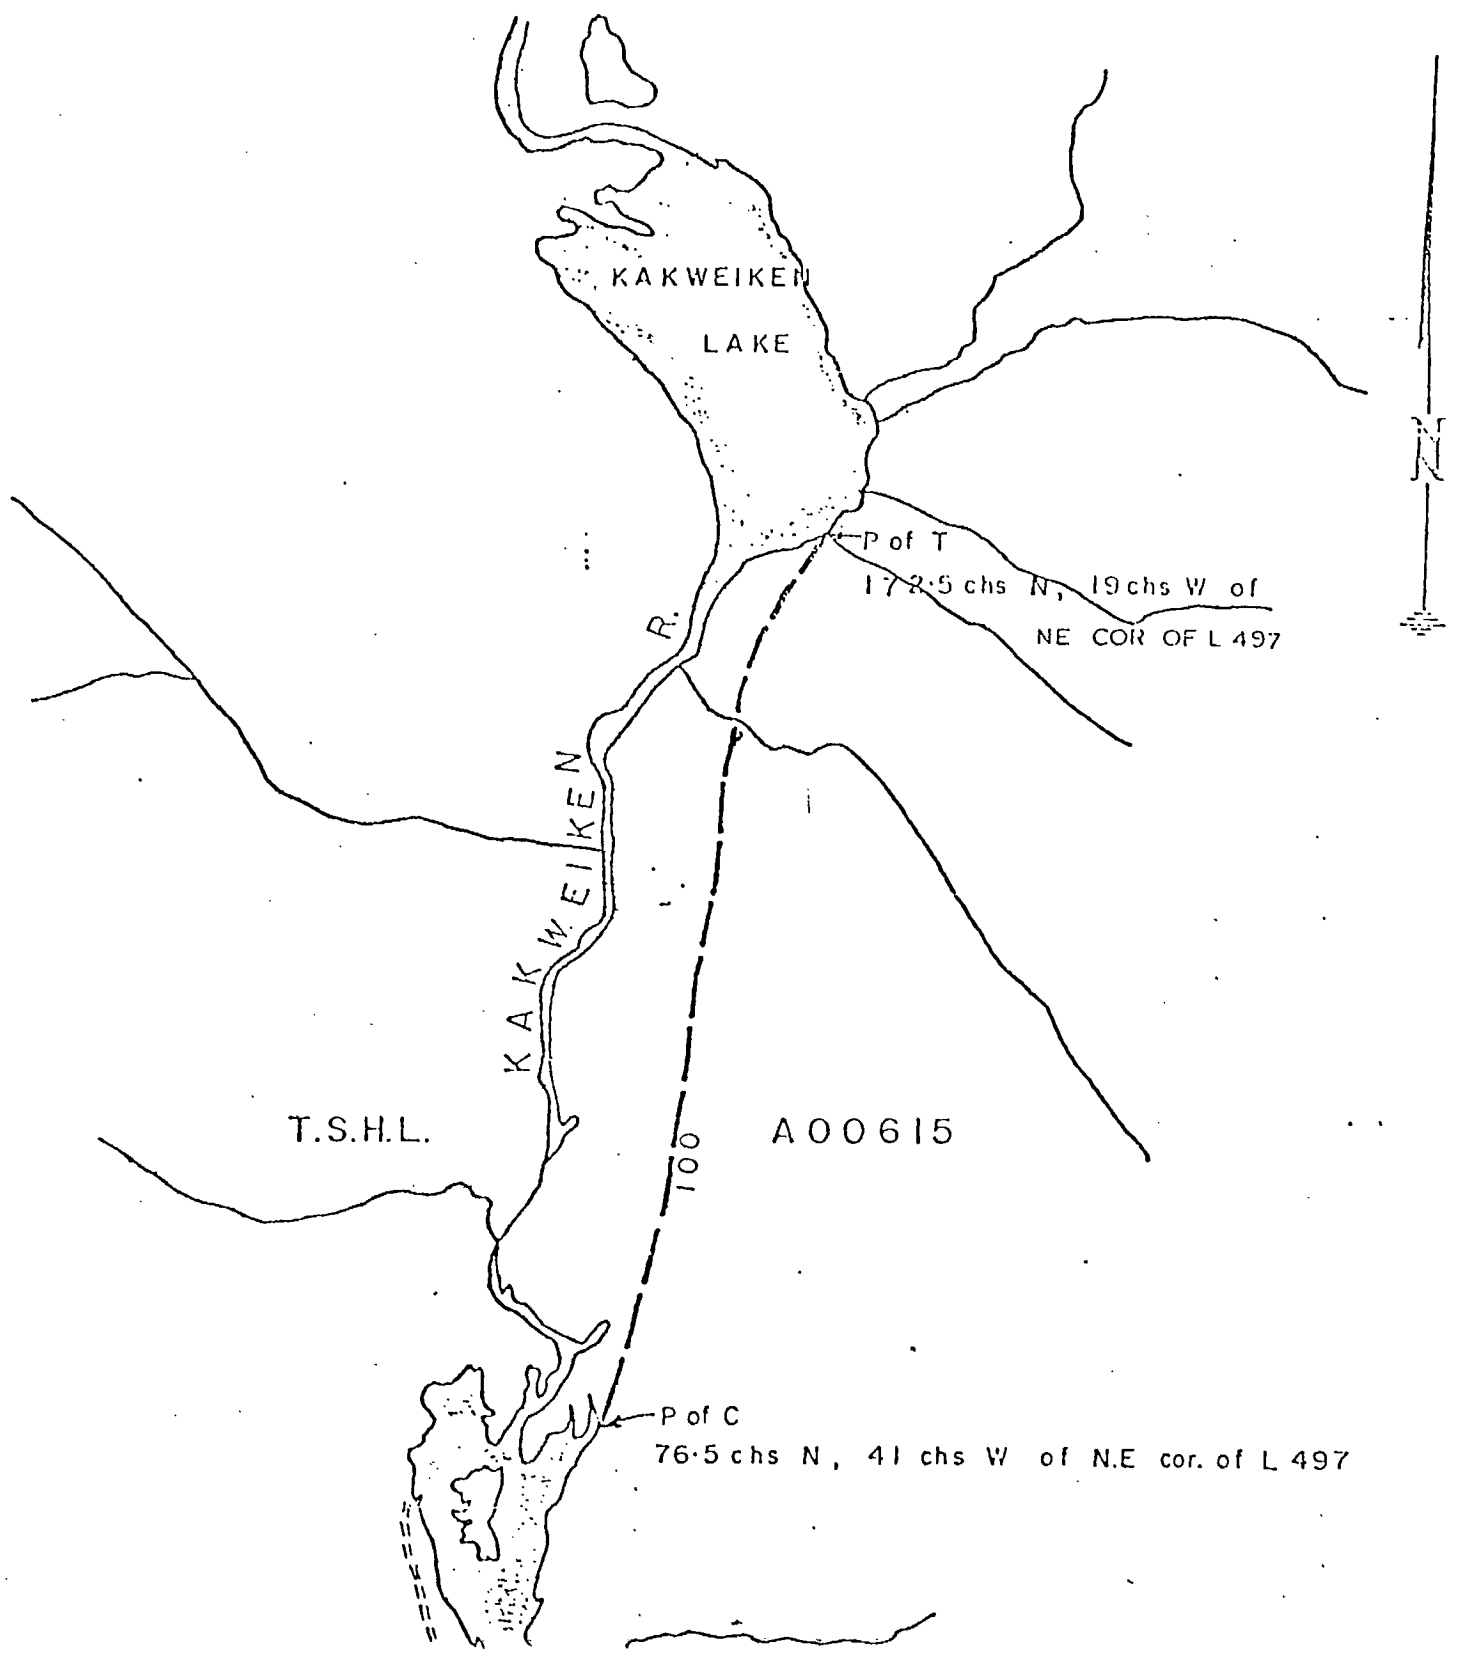 KAKWEIKEN
LAKE
N
P of T
172.5 chs N, 19 chs W of
NE COR OF L 497
KAKWEIKEN R.
T.S.H.L. A00615
100
P of C
76.5 chs N, 41 chs W of N.E cor. of L 497